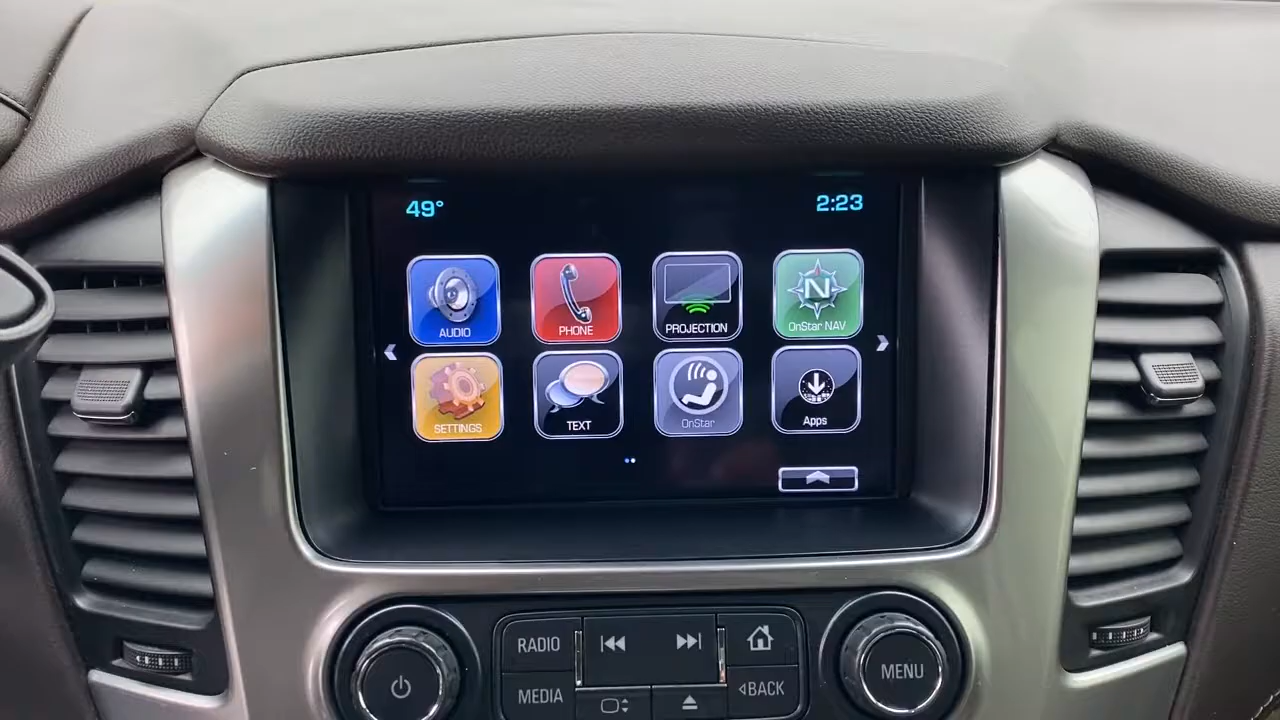 49° 2:23
AUDIO PHONE PROJECTION N OnStar NAV
SETTINGS TEXT OnStar Apps
RADIO
MENU
MEDIA ◁BACK